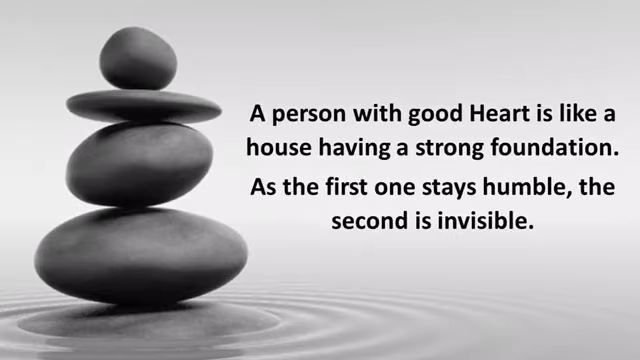 A person with good Heart is like a
house having a strong foundation.
As the first one stays humble, the
second is invisible.